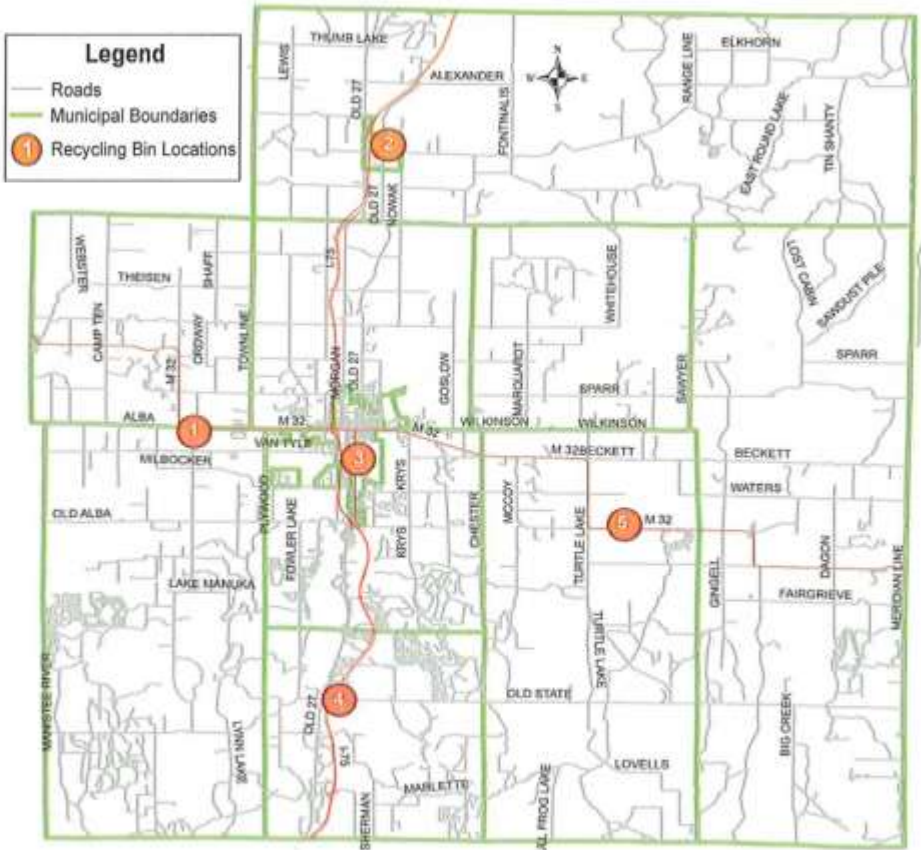 Legend
Roads
Municipal Boundaries
1 Recycling Bin Locations
THUMB LAKE
LEWIS
OLD 27
ALEXANDER
N
W E
S
FONTINALIS
RANGE LINE
ELKHORN
EAST ROUND LAKE
TIN SHANTY
2
OLD 27
NOWAK
WEBSTER
THEISEN
SHAFF
CAMP TEN
M 32
ORDWAY
TOWNLINE
I.75
MORGAN
OLD 27
GOSLOW
MARQUARDT
WHITEHOUSE
SPARR
SAWYER
LOST CABIN
SAWDUST PILE
SPARR
ALBA
1
M 32
M 32
WILKINSON
WILKINSON
VAN TYLE
MILBOCKER
3
KRYS
M 32
BECKETT
BECKETT
WATERS
OLD ALBA
FOWLER LAKE
KRYS
CHESTER
MCCOY
TURTLE LAKE
5
M 32
GINGELL
DAGON
MERIDIAN LINE
LAKE MANUKA
FAIRGRIEVE
TURTLE LAKE
MANISTEE RIVER
4
OLD STATE
OLD 27
I.75
LYNN LAKE
BIG CREEK
LOVELLS
MARLETTE
SHERMAN
LL FROG LAKE